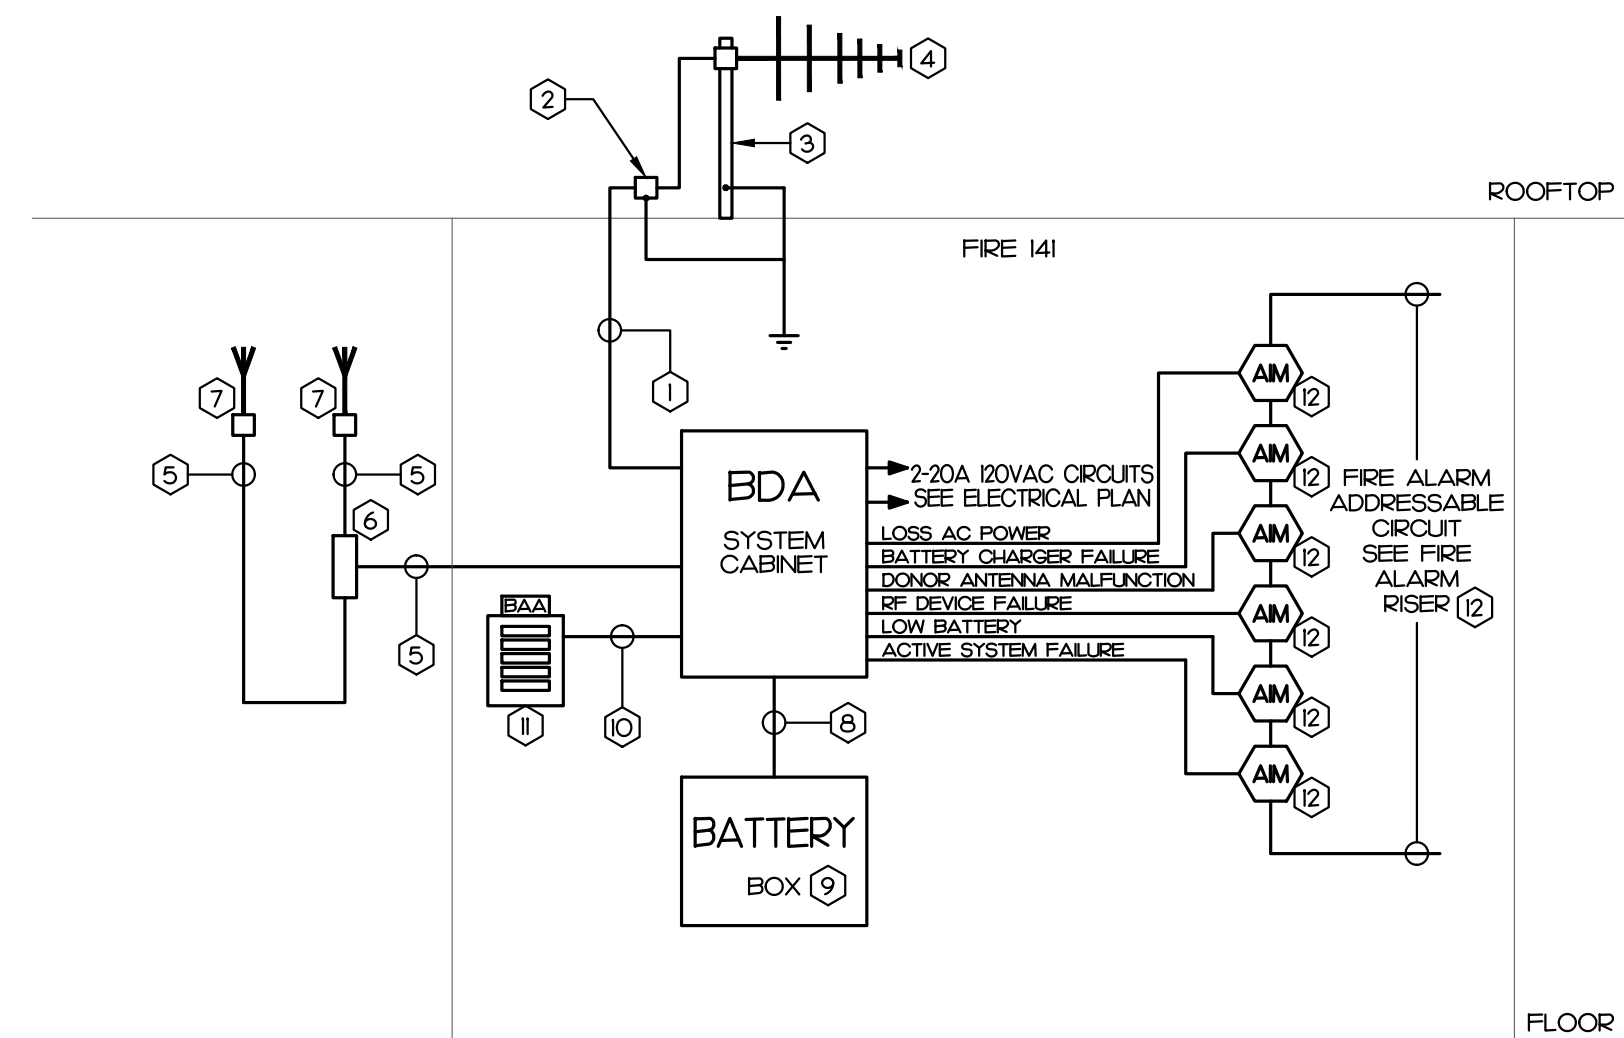 4
2
3
ROOFTOP
FIRE 141
1
7
7
5
5
6
5
BDA
SYSTEM
CABINET
2-20A 120VAC CIRCUITS
SEE ELECTRICAL PLAN
LOSS AC POWER
BATTERY CHARGER FAILURE
DONOR ANTENNA MALFUNCTION
RF DEVICE FAILURE
LOW BATTERY
ACTIVE SYSTEM FAILURE
BAA
11
10
8
BATTERY
BOX 9
AIM
12
AIM
12
AIM
12
AIM
12
AIM
12
AIM
12
FIRE ALARM
ADDRESSABLE
CIRCUIT
SEE FIRE
ALARM
RISER 12
FLOOR